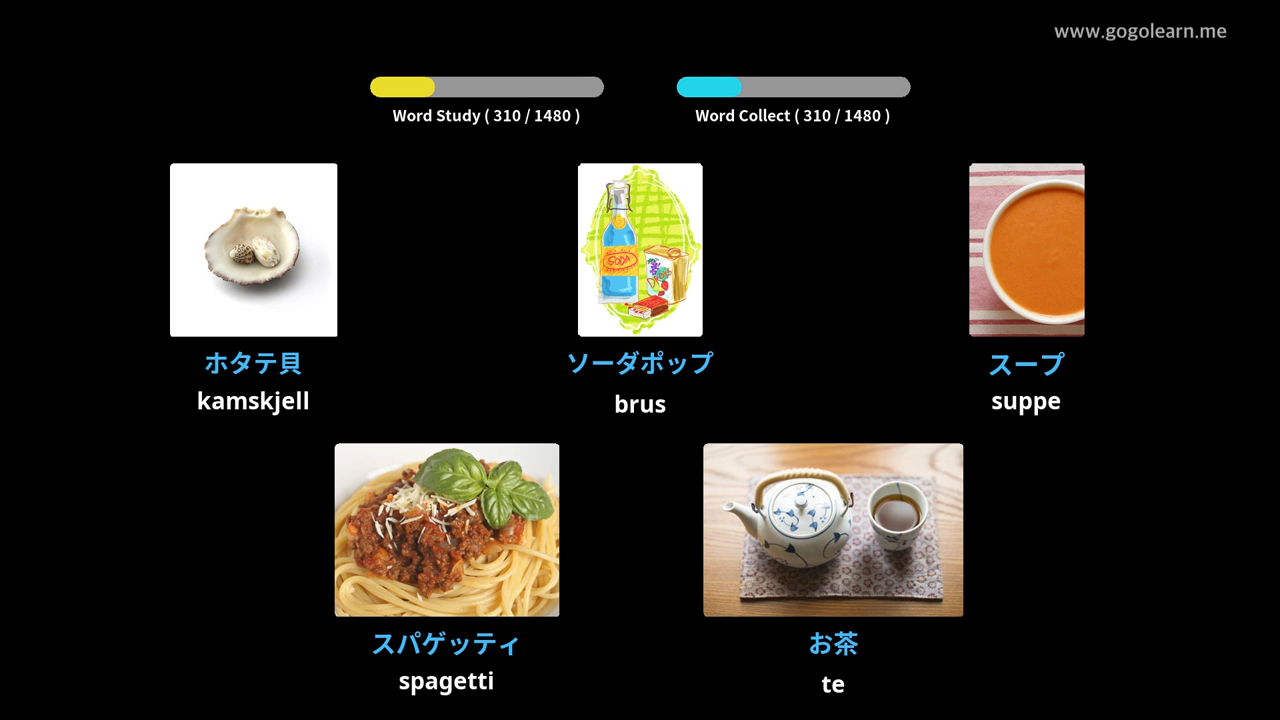 www.gogolearn.me
Word Study ( 310 / 1480 )
Word Collect ( 310 / 1480 )
SODA
ホタテ貝
kamskjell
ソーダポップ
brus
スープ
suppe
スパゲッティ
spagetti
お茶
te